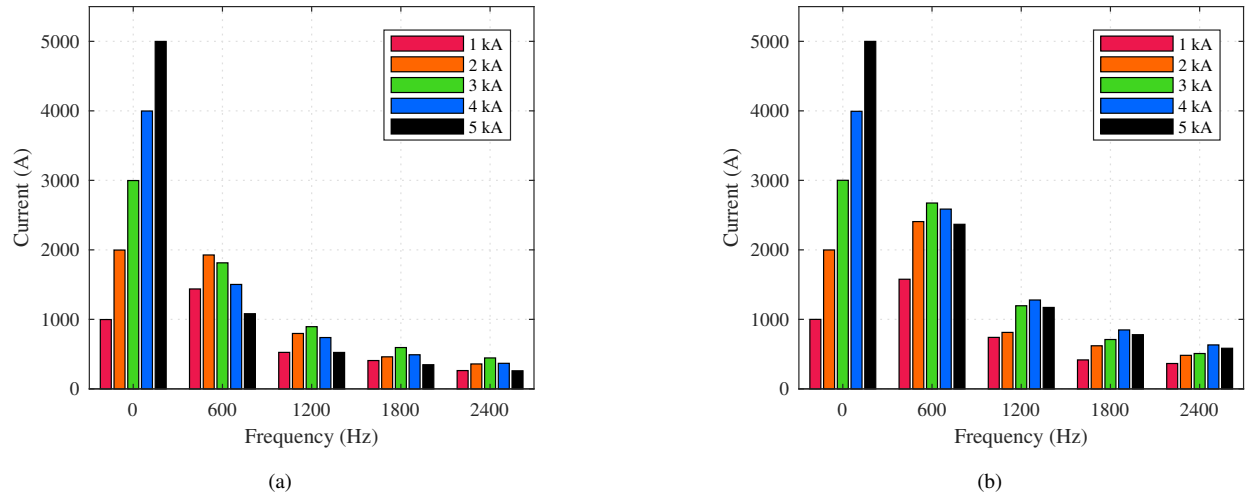 5000
4000
3000
2000
1000
0
Current (A)
1 kA
2 kA
3 kA
4 kA
5 kA
0 600 1200 1800 2400
Frequency (Hz)
(a)
5000
4000
3000
2000
1000
0
Current (A)
1 kA
2 kA
3 kA
4 kA
5 kA
0 600 1200 1800 2400
Frequency (Hz)
(b)